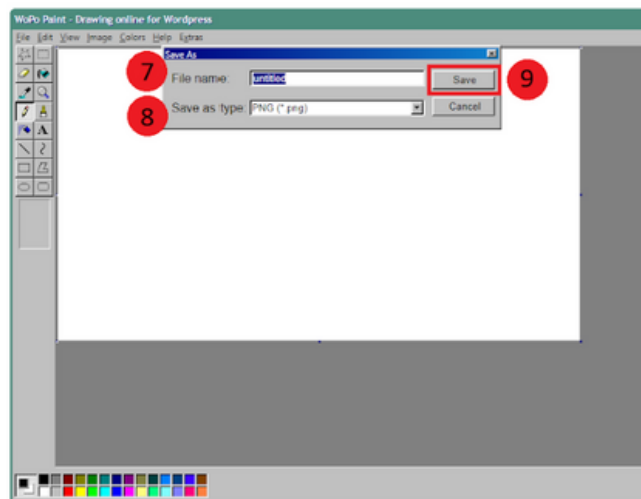 WoPo Paint - Drawing online for Wordpress
File Edit View Image Colors Help Extras
Save As
7 File name: untitled Save 9
8 Save as type: PNG (*.png) Cancel
A